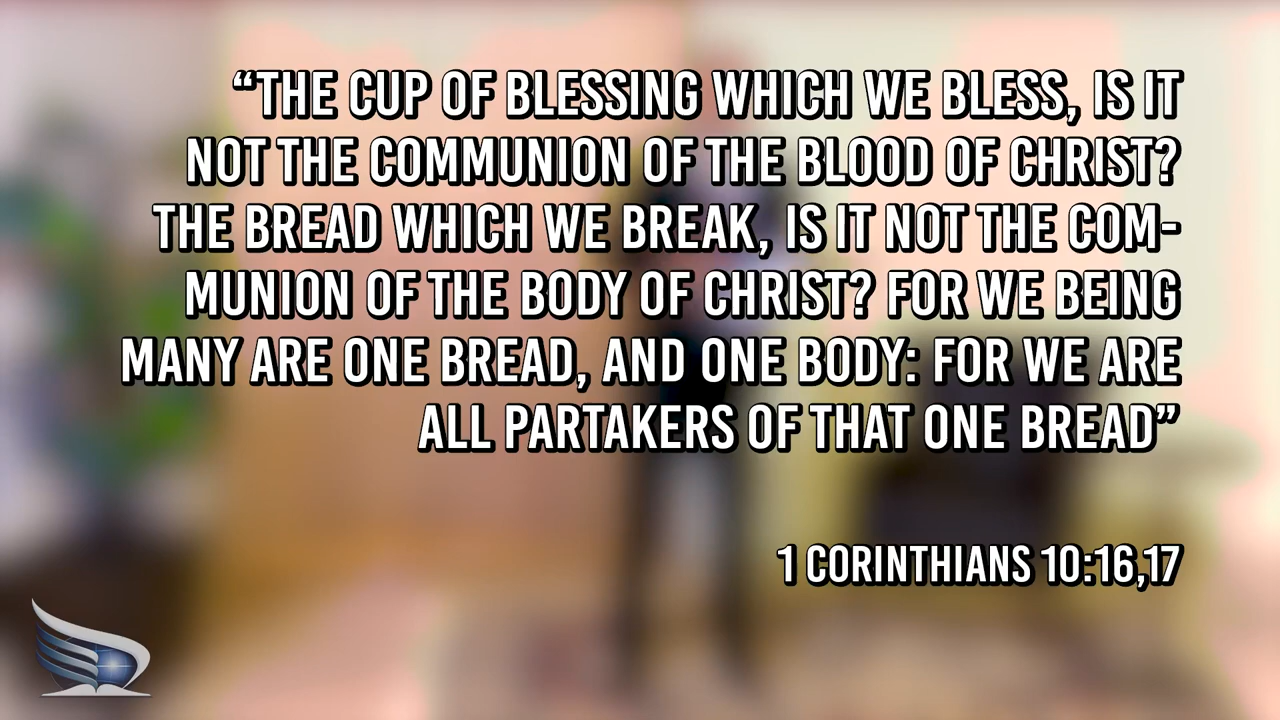 “THE CUP OF BLESSING WHICH WE BLESS, IS IT
NOT THE COMMUNION OF THE BLOOD OF CHRIST?
THE BREAD WHICH WE BREAK, IS IT NOT THE COM-
MUNION OF THE BODY OF CHRIST? FOR WE BEING
MANY ARE ONE BREAD, AND ONE BODY: FOR WE ARE
ALL PARTAKERS OF THAT ONE BREAD”
1 CORINTHIANS 10:16,17